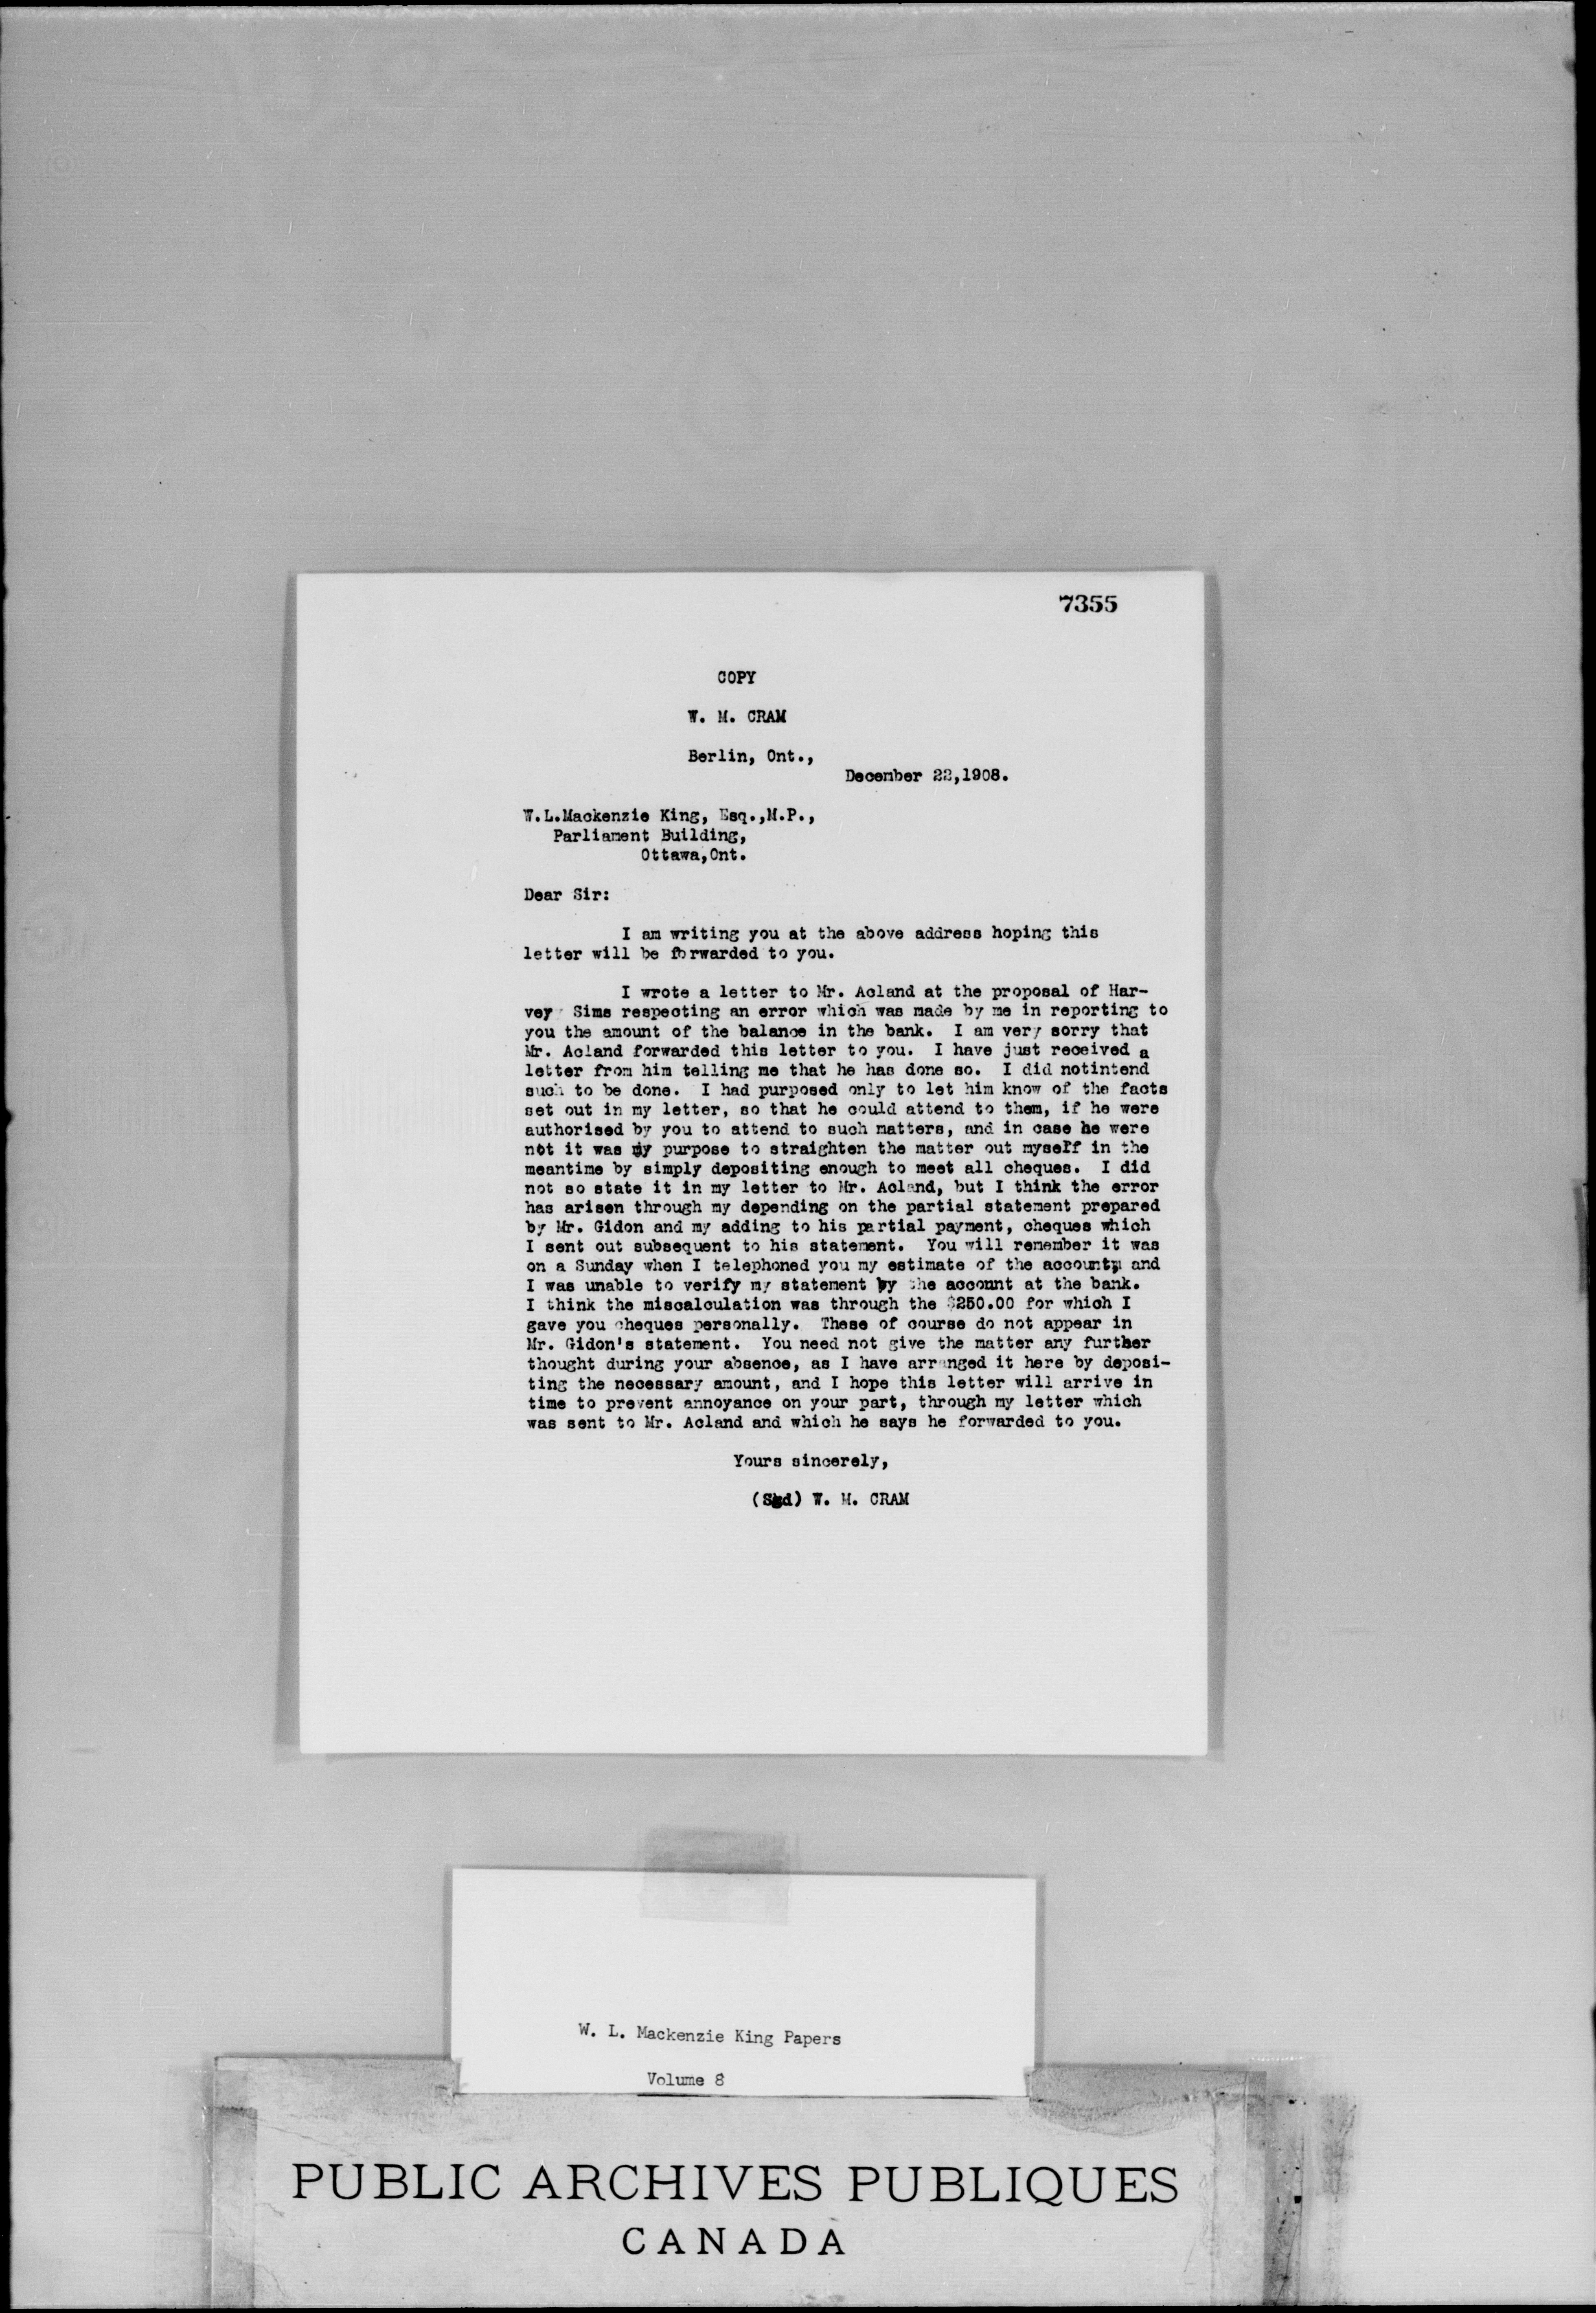 7355
COPY
W. M. CRAM
Berlin, Ont.,
December 22,1908.
W.L.Mackenzie King, Esq.,M.P.,
Parliament Building,
Ottawa,Ont.
Dear Sir:
I am writing you at the above address hoping this
letter will be forwarded to you.
I wrote a letter to Mr. Acland at the proposal of Har-
vey Sims respecting an error which was made by me in reporting to
you the amount of the balance in the bank. I am very sorry that
Mr. Acland forwarded this letter to you. I have just received a
letter from him telling me that he has done so. I did notintend
such to be done. I had purposed only to let him know of the facts
set out in my letter, so that he could attend to them, if he were
authorised by you to attend to such matters, and in case he were
not it was my purpose to straighten the matter out myself in the
meantime by simply depositing enough to meet all cheques. I did
not so state it in my letter to Mr. Acland, but I think the error
has arisen through my depending on the partial statement prepared
by Mr. Gidon and my adding to his partial payment, cheques which
I sent out subsequent to his statement. You will remember it was
on a Sunday when I telephoned you my estimate of the account, and
I was unable to verify my statement by the account at the bank.
I think the miscalculation was through the $250.00 for which I
gave you cheques personally. These of course do not appear in
Mr. Gidon's statement. You need not give the matter any further
thought during your absence, as I have arranged it here by deposi-
ting the necessary amount, and I hope this letter will arrive in
time to prevent annoyance on your part, through my letter which
was sent to Mr. Acland and which he says he forwarded to you.
Yours sincerely,
(Sgd) W. M. CRAM
W. L. Mackenzie King Papers
Volume 8
PUBLIC ARCHIVES PUBLIQUES
CANADA